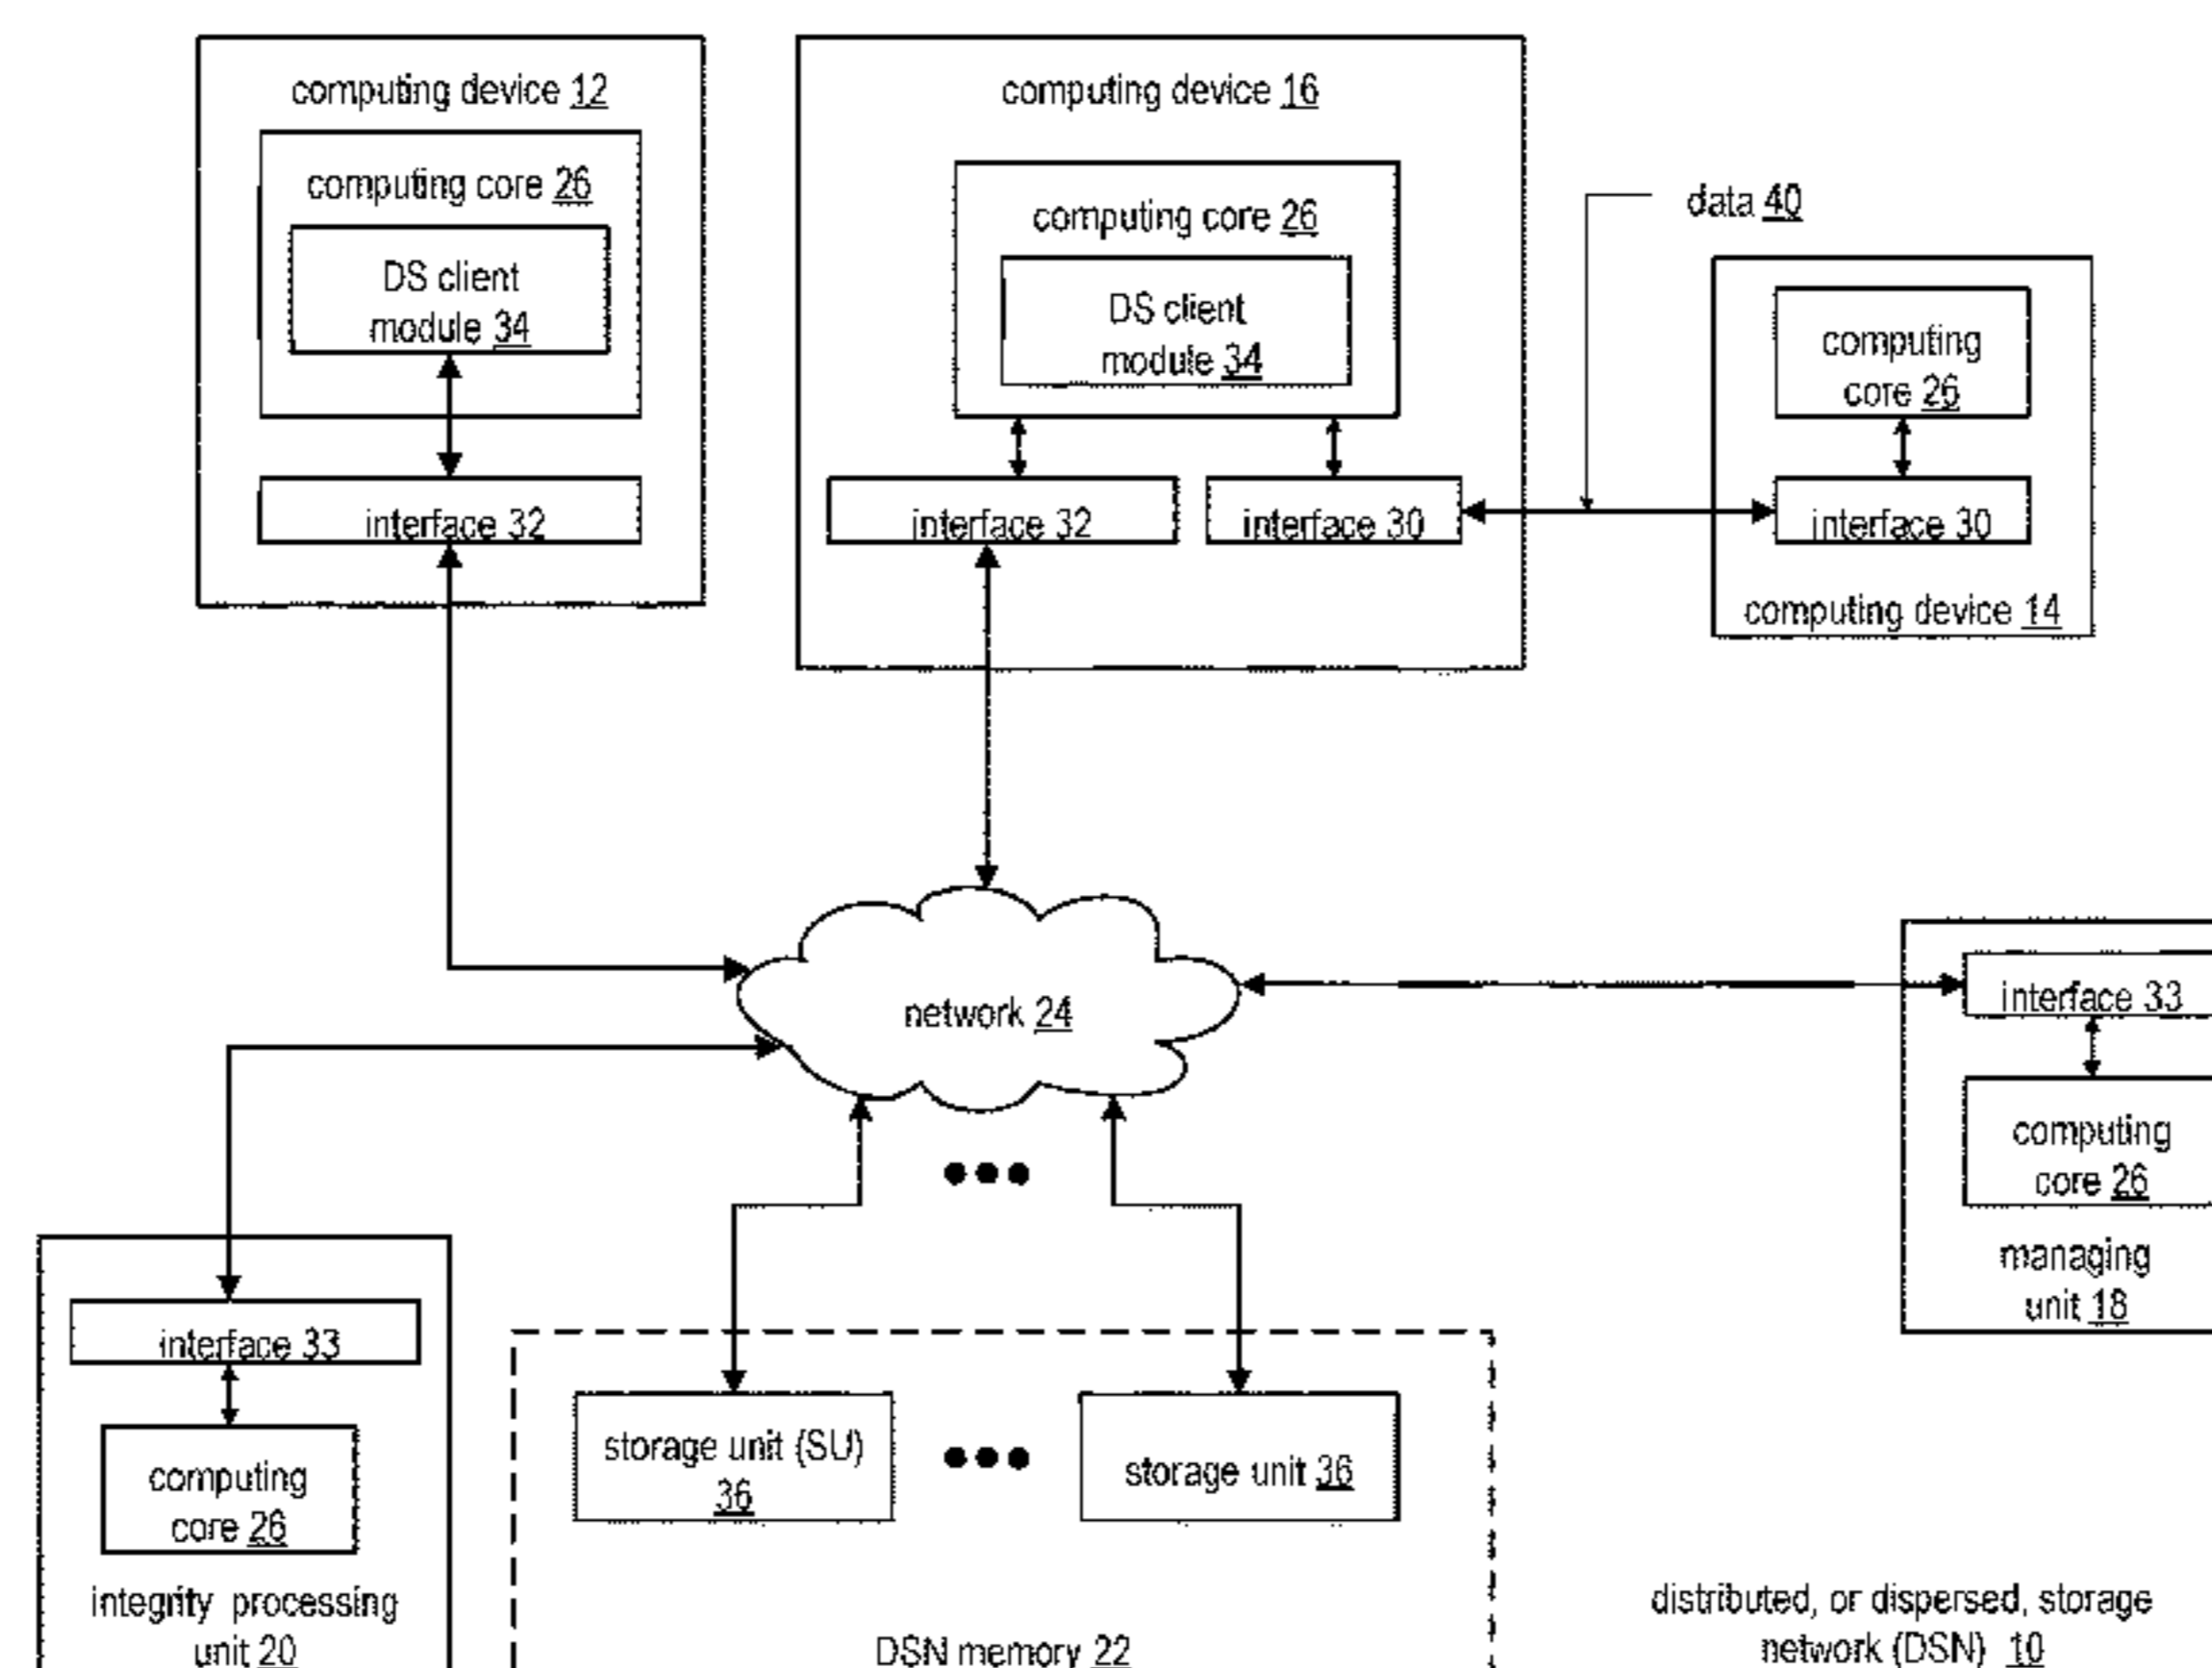 computing device 12
computing core 26
DS client
module 34
interface 32
computing device 16
computing core 26
DS client
module 34
interface 32
interface 30
data 40
computing
core 26
interface 30
computing device 14
network 24
interface 33
computing
core 26
managing
unit 18
interface 33
computing
core 26
integrity processing
unit 20
storage unit (SU)
36
storage unit 36
DSN memory 22
distributed, or dispersed, storage
network (DSN) 10